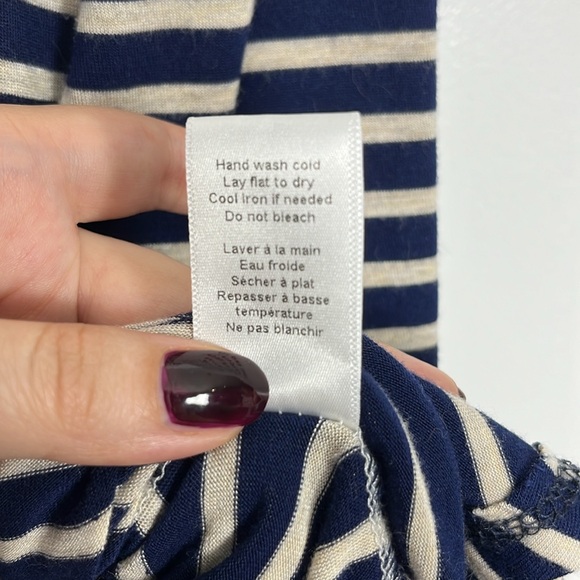 Hand wash cold
Lay flat to dry
Cool iron if needed
Do not bleach
Laver à la main
Eau froide
Sécher à plat
Repasser à basse
température
Ne pas blanchir